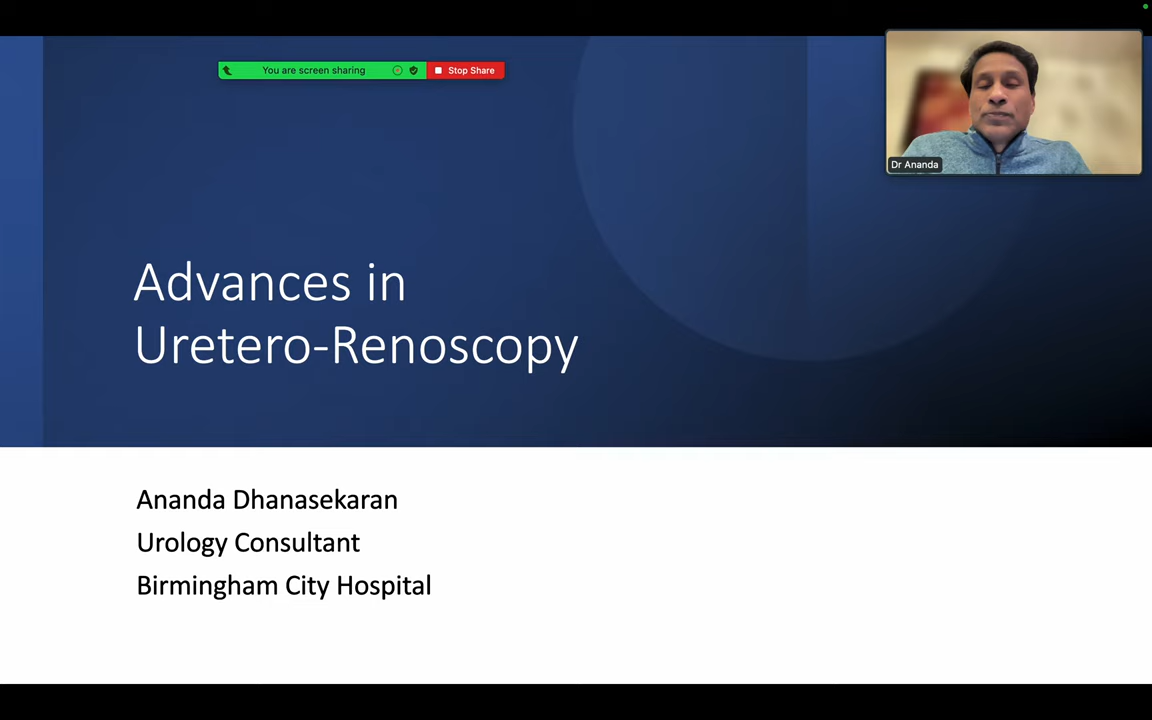 You are screen sharing
Stop Share
Dr Ananda
Advances in
Uretero-Renoscopy
Ananda Dhanasekaran
Urology Consultant
Birmingham City Hospital